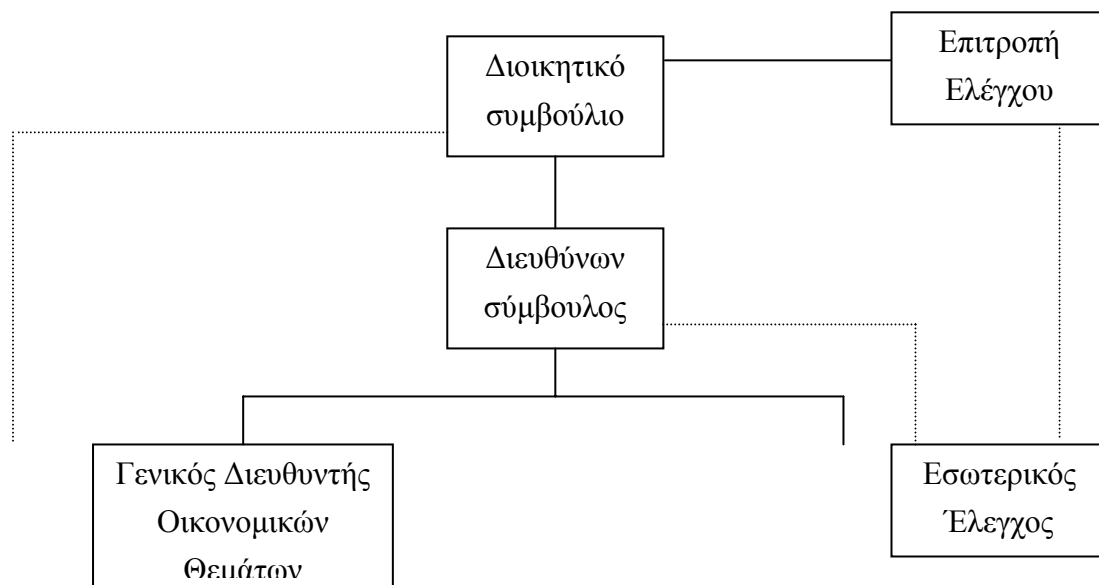 Διοικητικό
συμβούλιο
Επιτροπή
Ελέγχου
Διευθύνων
σύμβουλος
Γενικός Διευθυντής
Οικονομικών
Θεμάτων
Εσωτερικός
Έλεγχος